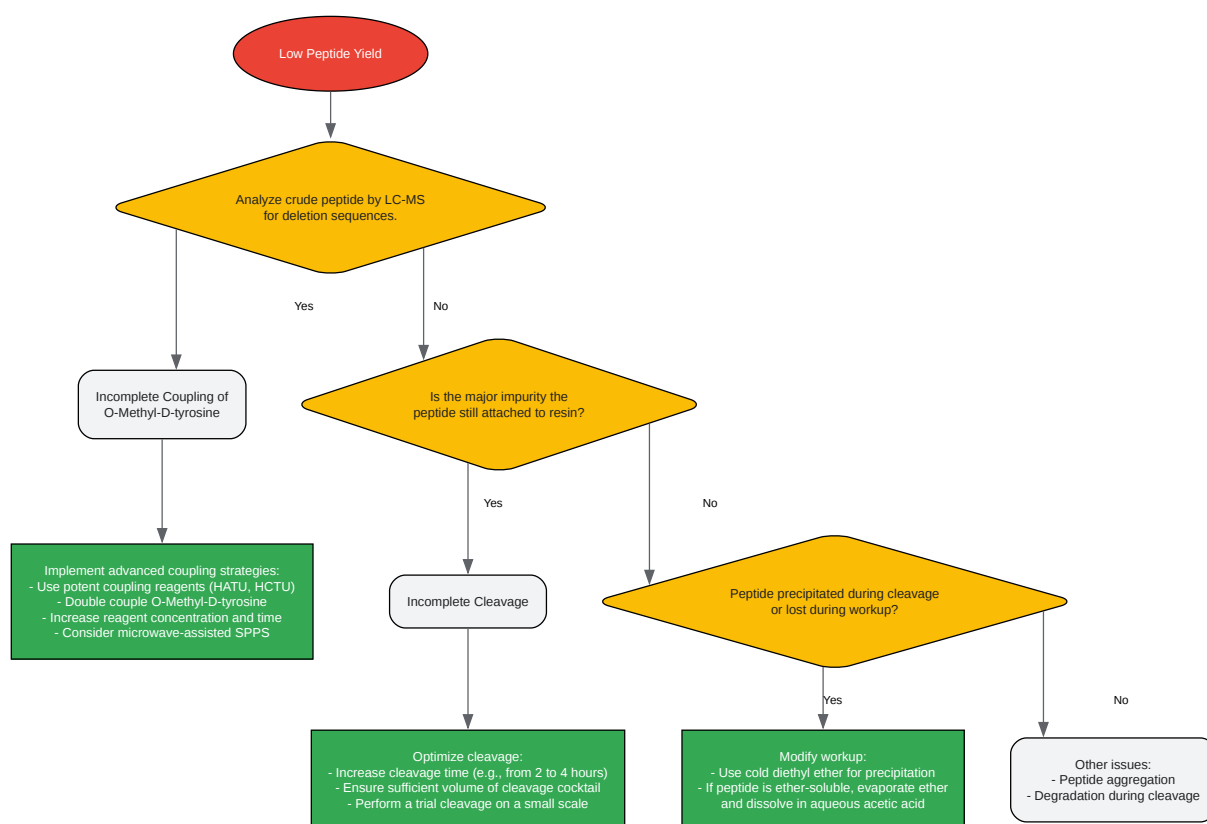 Low Peptide Yield
Analyze crude peptide by LC-MS
for deletion sequences.
Yes
No
Incomplete Coupling of
O-Methyl-D-tyrosine
Is the major impurity the
peptide still attached to resin?
Yes
No
Implement advanced coupling strategies:
- Use potent coupling reagents (HATU, HCTU)
- Double couple O-Methyl-D-tyrosine
- Increase reagent concentration and time
- Consider microwave-assisted SPPS
Incomplete Cleavage
Peptide precipitated during cleavage
or lost during workup?
Yes
No
Optimize cleavage:
- Increase cleavage time (e.g., from 2 to 4 hours)
- Ensure sufficient volume of cleavage cocktail
- Perform a trial cleavage on a small scale
Modify workup:
- Use cold diethyl ether for precipitation
- If peptide is ether-soluble, evaporate ether
and dissolve in aqueous acetic acid
Other issues:
- Peptide aggregation
- Degradation during cleavage